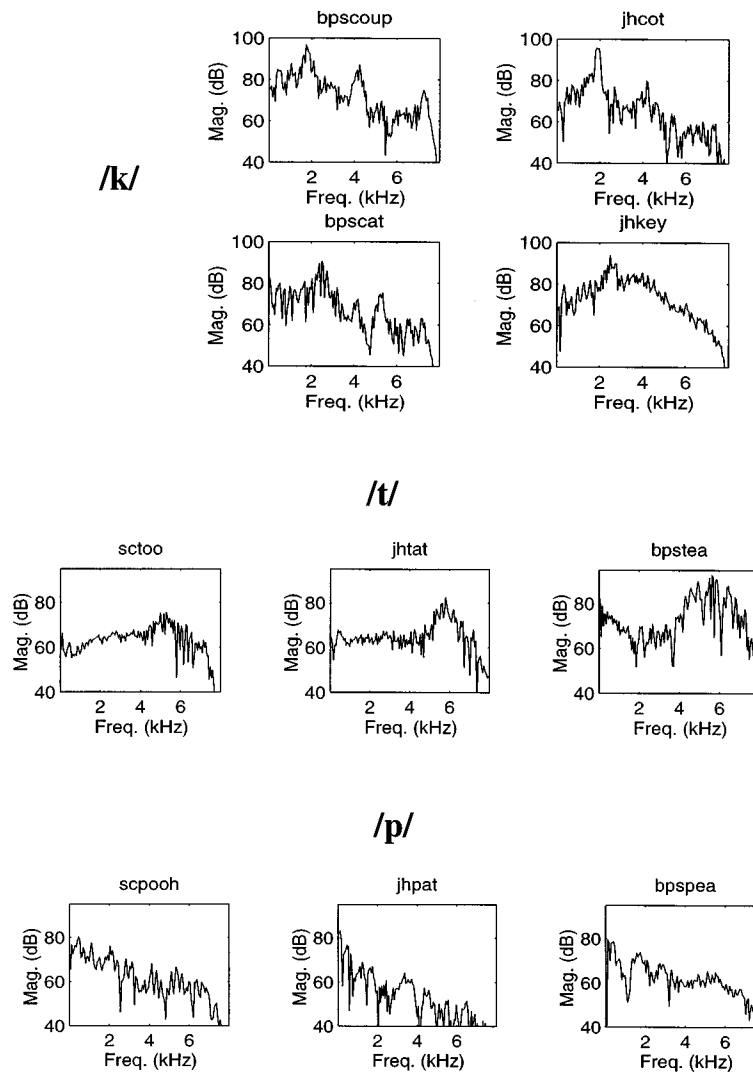 bpscoup jhcot
100 100
Mag. (dB) 80 Mag. (dB) 80
60 60
40 40
2 4 6 2 4 6
Freq. (kHz) Freq. (kHz)
/k/
bpscat jhkey
100 100
Mag. (dB) 80 Mag. (dB) 80
60 60
40 40
2 4 6 2 4 6
Freq. (kHz) Freq. (kHz)
/t/
sctoo jhtat bpstea
Mag. (dB) 80 Mag. (dB) 80 Mag. (dB) 80
60 60 60
40 40 40
2 4 6 2 4 6 2 4 6
Freq. (kHz) Freq. (kHz) Freq. (kHz)
/p/
scpooh jhpat bpspea
Mag. (dB) 80 Mag. (dB) 80 Mag. (dB) 80
60 60 60
40 40 40
2 4 6 2 4 6 2 4 6
Freq. (kHz) Freq. (kHz) Freq. (kHz)